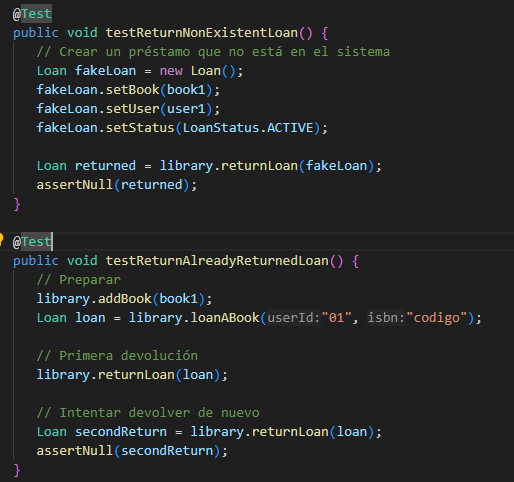 @Test
public void testReturnNonExistentLoan() {
    // Crear un préstamo que no está en el sistema
    Loan fakeLoan = new Loan();
    fakeLoan.setBook(book1);
    fakeLoan.setUser(user1);
    fakeLoan.setStatus(LoanStatus.ACTIVE);

    Loan returned = library.returnLoan(fakeLoan);
    assertNull(returned);
}

@Test
public void testReturnAlreadyReturnedLoan() {
    // Preparar
    library.addBook(book1);
    Loan loan = library.loanABook(userId:"01", isbn:"codigo");

    // Primera devolución
    library.returnLoan(loan);

    // Intentar devolver de nuevo
    Loan secondReturn = library.returnLoan(loan);
    assertNull(secondReturn);
}